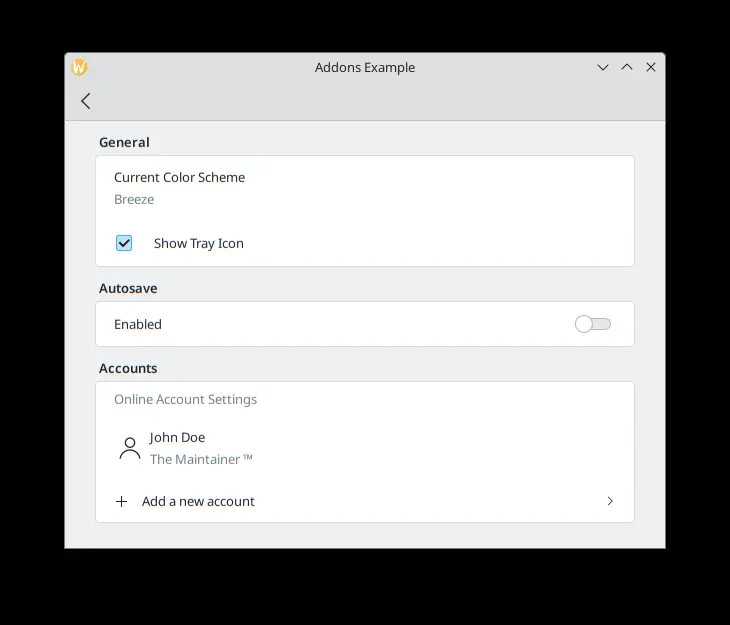 Addons Example
General
Current Color Scheme
Breeze
Show Tray Icon
Autosave
Enabled
Accounts
Online Account Settings
John Doe
The Maintainer ™
Add a new account